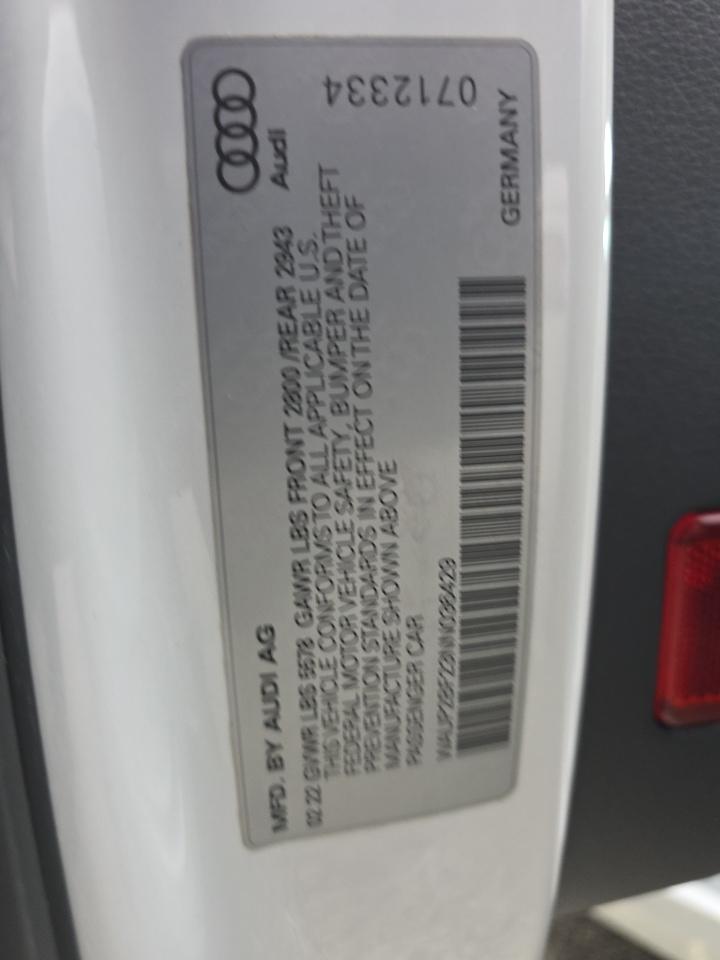 MFD. BY AUDI AG
Audi
02.22 GVWR LBS 5578 GAWR LBS FRONT 2800 /REAR 2943
THIS VEHICLE CONFORMS TO ALL APPLICABLE U.S.
FEDERAL MOTOR VEHICLE SAFETY, BUMPER AND THEFT
PREVENTION STANDARDS IN EFFECT ON THE DATE OF
MANUFACTURE SHOWN ABOVE
PASSENGER CAR
GERMANY
0712334